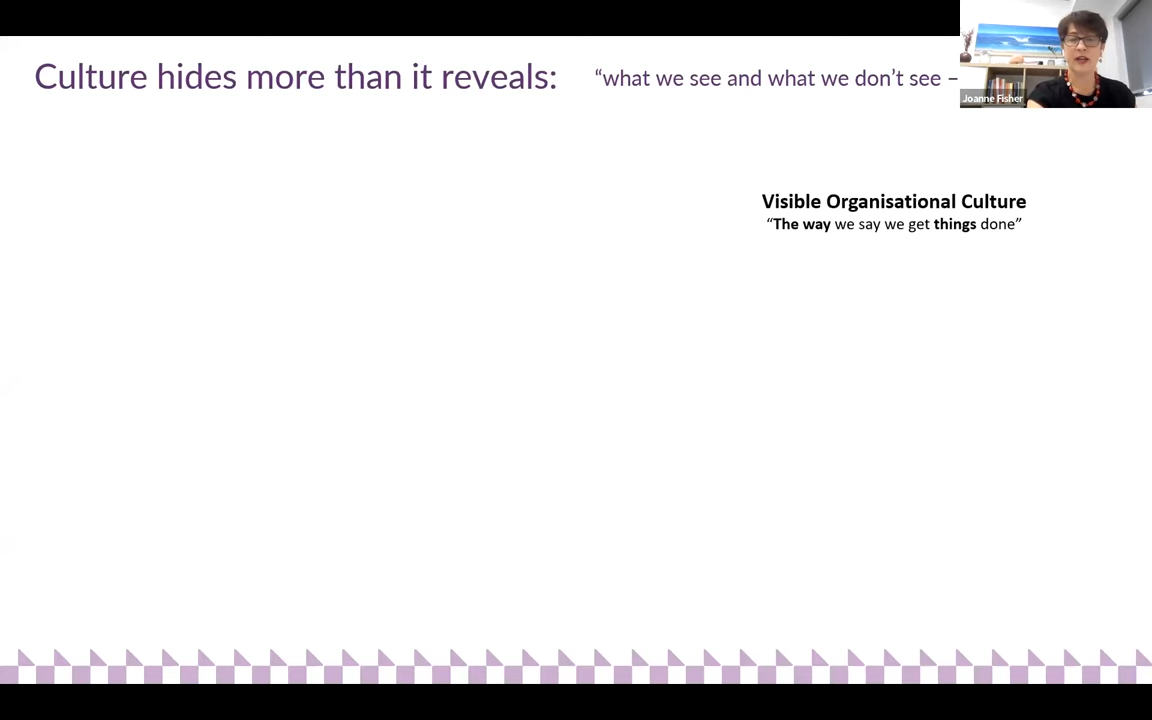 Culture hides more than it reveals: “what we see and what we don’t see –
Joanne Fisher
Visible Organisational Culture
“The way we say we get things done”